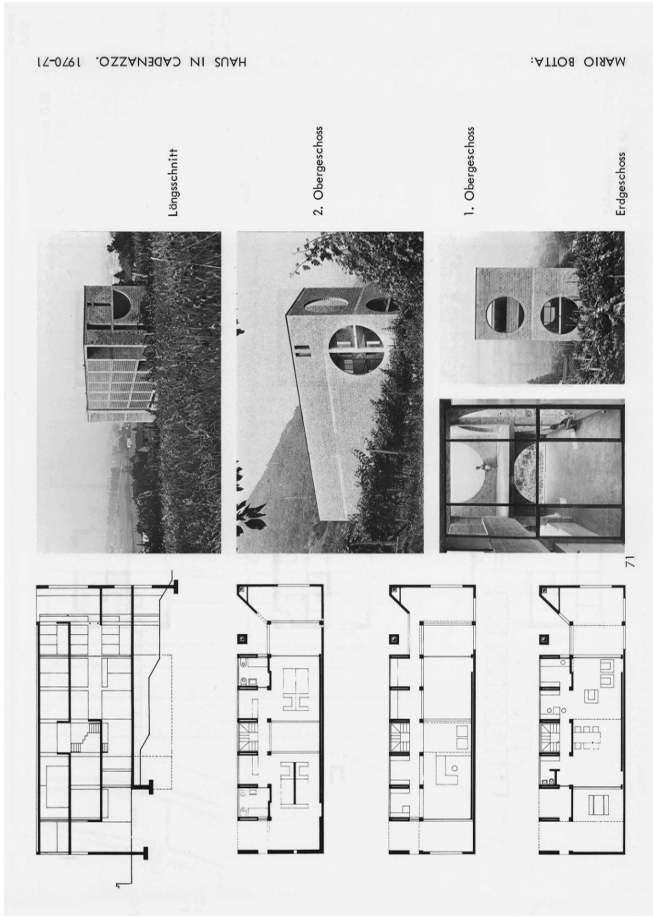 MARIO BOTTA:
HAUS IN CADENAZZO. 1970-71
Längsschnitt
2. Obergeschoss
1. Obergeschoss
Erdgeschoss
71